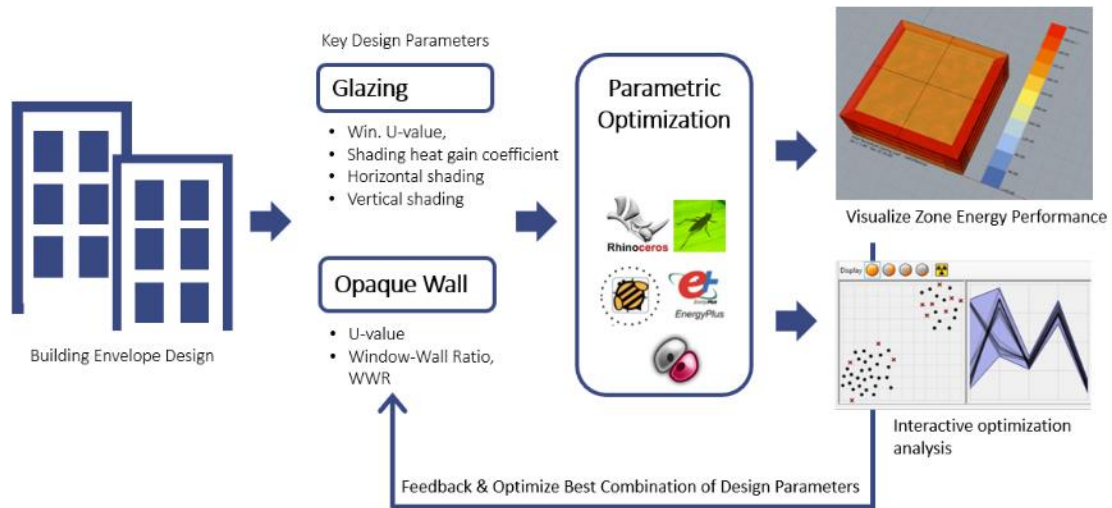 Key Design Parameters
Glazing
• Win. U-value,
• Shading heat gain coefficient
• Horizontal shading
• Vertical shading
Opaque Wall
• U-value
• Window-Wall Ratio,
WWR
Building Envelope Design
Parametric
Optimization
Rhinoceros
EnergyPlus
EnergyPlus
Visualize Zone Energy Performance
Display
Interactive optimization
analysis
Feedback & Optimize Best Combination of Design Parameters